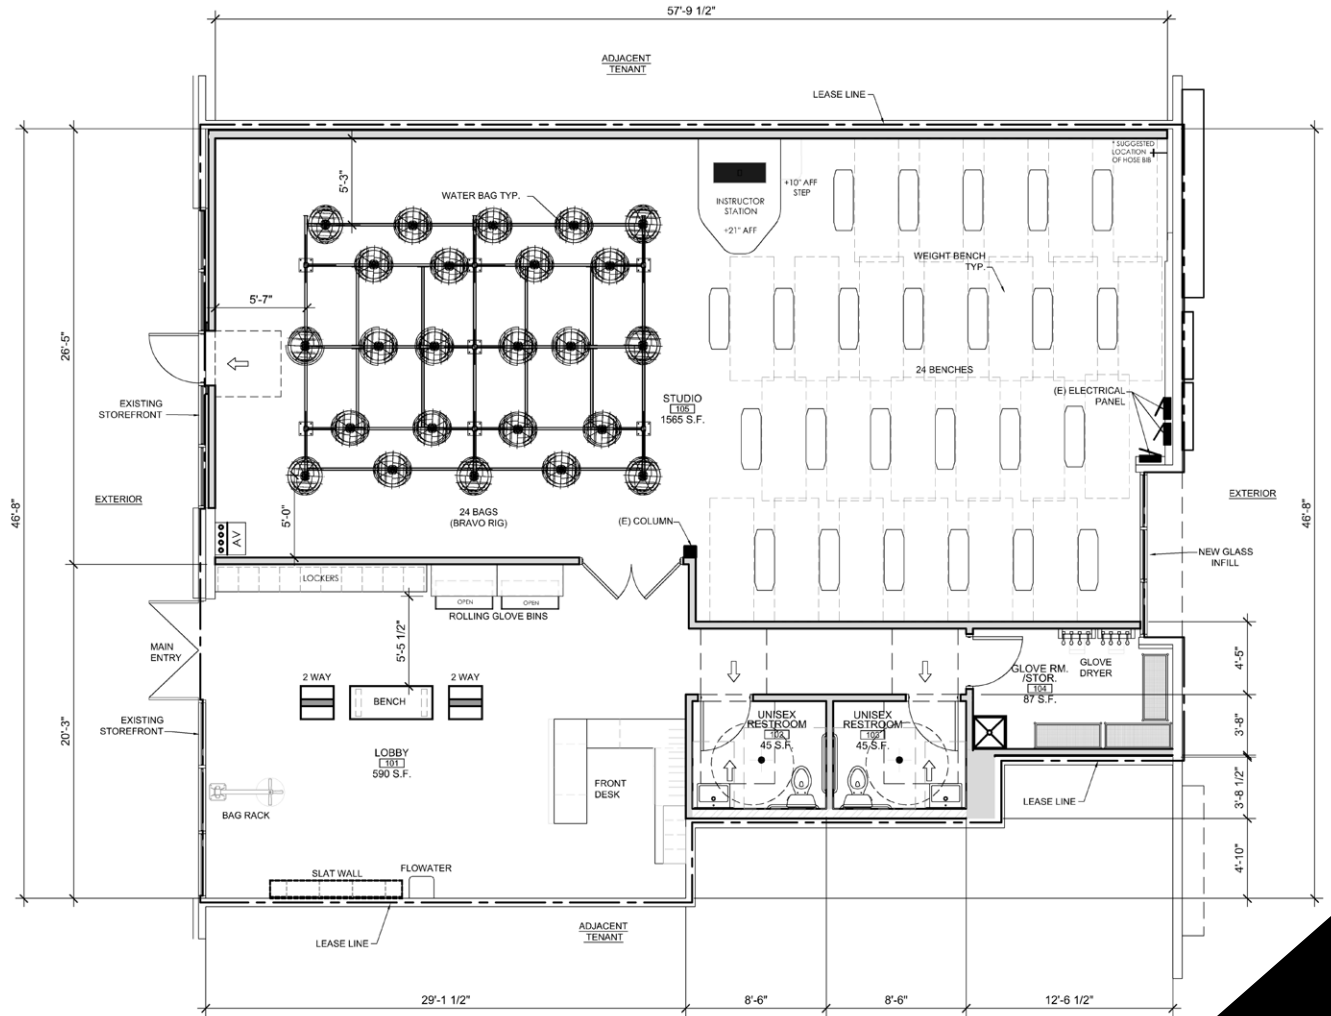 57'-9 1/2"
ADJACENT
TENANT
LEASE LINE
* SUGGESTED
LOCATION
OF HOSE BIB
5'-3"
WATER BAG TYP.
+10" AFF
STEP
INSTRUCTOR
STATION
+21" AFF
WEIGHT BENCH
TYP.
5'-7"
26'-5"
24 BENCHES
(E) ELECTRICAL
PANEL
EXISTING
STOREFRONT
STUDIO
105
1565 S.F.
EXTERIOR
EXTERIOR
46'-8"
46'-8"
24 BAGS
(BRAVO RIG)
5'-0"
(E) COLUMN
AV
NEW GLASS
INFILL
LOCKERS
OPEN
OPEN
ROLLING GLOVE BINS
5'-5 1/2"
MAIN
ENTRY
4'-5"
GLOVE RM.
/STOR.
104
87 S.F.
GLOVE
DRYER
2 WAY
2 WAY
BENCH
EXISTING
STOREFRONT
20'-3"
UNISEX
RESTROOM
102
45 S.F.
UNISEX
RESTROOM
103
45 S.F.
3'-8"
LOBBY
101
590 S.F.
FRONT
DESK
BAG RACK
3'-8 1/2"
LEASE LINE
4'-10"
SLAT WALL
FLOWATER
LEASE LINE
ADJACENT
TENANT
29'-1 1/2"
8'-6"
8'-6"
12'-6 1/2"